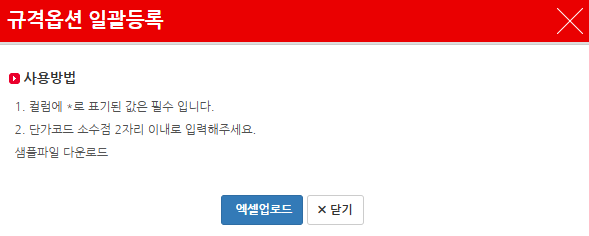 규격옵션 일괄등록
사용방법
1. 컬럼에 *로 표기된 값은 필수 입니다.
2. 단가코드 소수점 2자리 이내로 입력해주세요.
샘플파일 다운로드
엑셀업로드
× 닫기